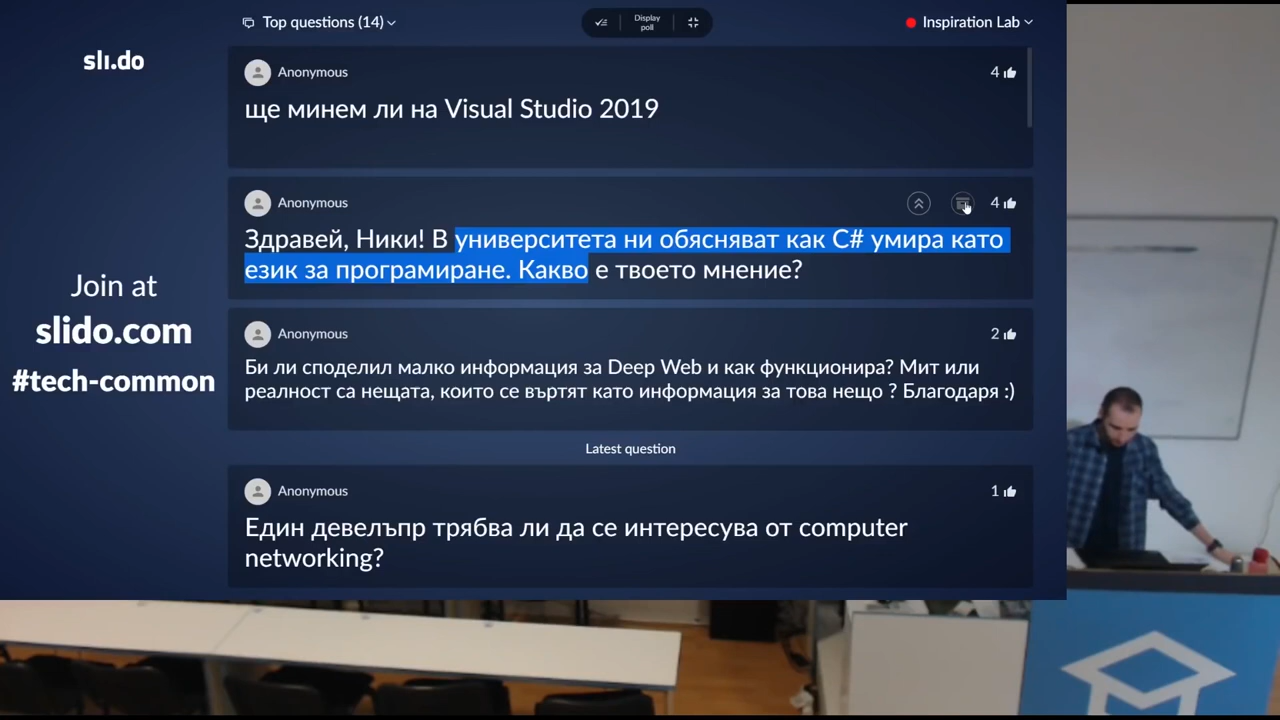 Top questions (14)
Display
poll
Inspiration Lab
sli.do
Anonymous
4
ще минем ли на Visual Studio 2019
Anonymous
4
Здравей, Ники! В университета ни обясняват как C# умира като
език за програмиране. Какво е твоето мнение?
Join at
slido.com
#tech-common
Anonymous
2
Би ли споделил малко информация за Deep Web и как функционира? Мит или
реалност са нещата, които се въртят като информация за това нещо ? Благодаря :)
Latest question
Anonymous
1
Един девелъпр трябва ли да се интересува от computer
networking?